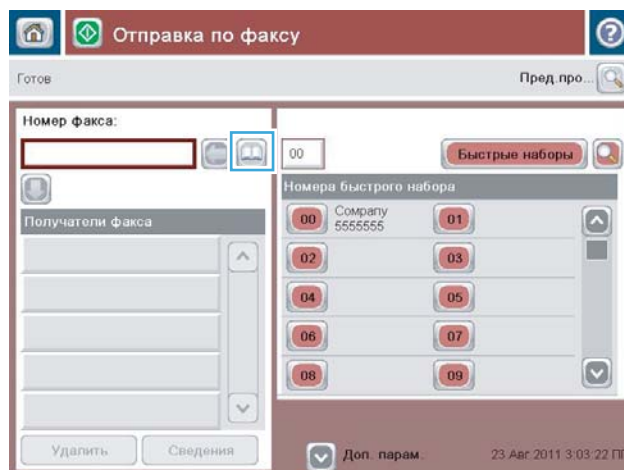 Отправка по факсу
Готов
Пред.про...
Номер факса:
00
Быстрые наборы
Номера быстрого набора
Получатели факса
00 Company 5555555
01
02
03
04
05
06
07
08
09
Удалить
Сведения
Доп. парам.
23 Авг 2011 3:03:22 ПП